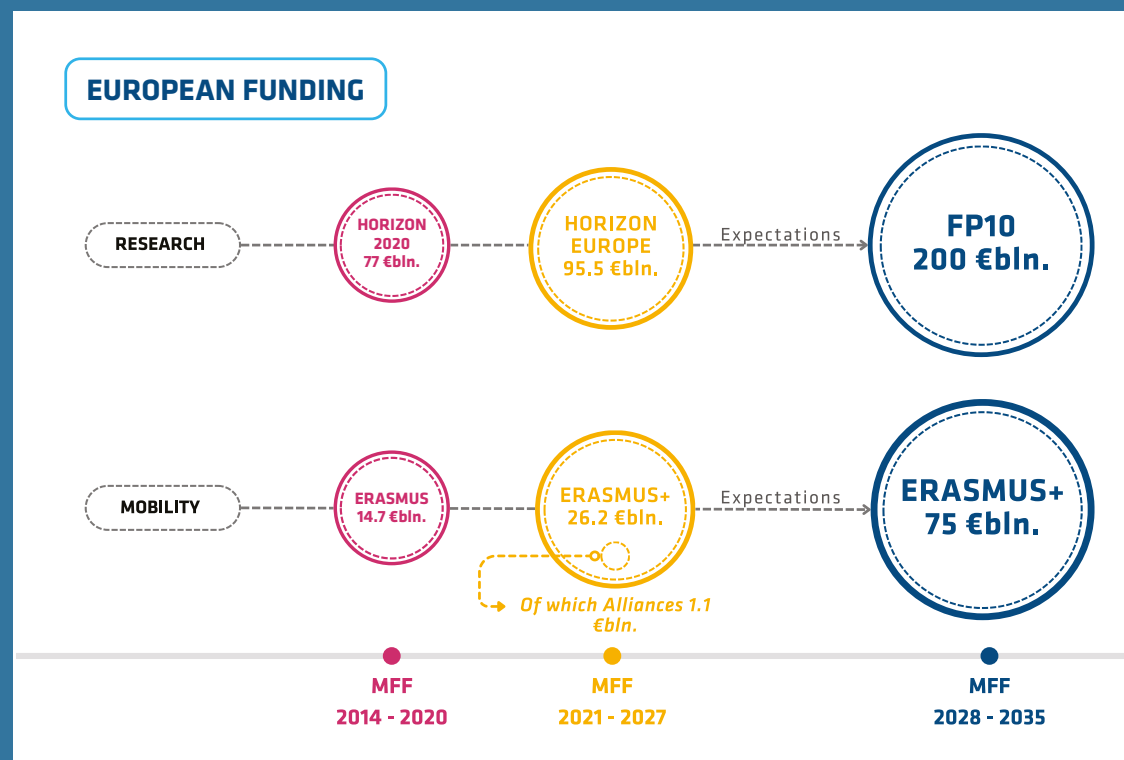 EUROPEAN FUNDING
RESEARCH
HORIZON
2020
77 €bln.
HORIZON
EUROPE
95.5 €bln.
Expectations
FP10
200 €bln.
MOBILITY
ERASMUS
14.7 €bln.
ERASMUS+
26.2 €bln.
Expectations
ERASMUS+
75 €bln.
Of which Alliances 1.1
€bln.
MFF
2014 - 2020
MFF
2021 - 2027
MFF
2028 - 2035